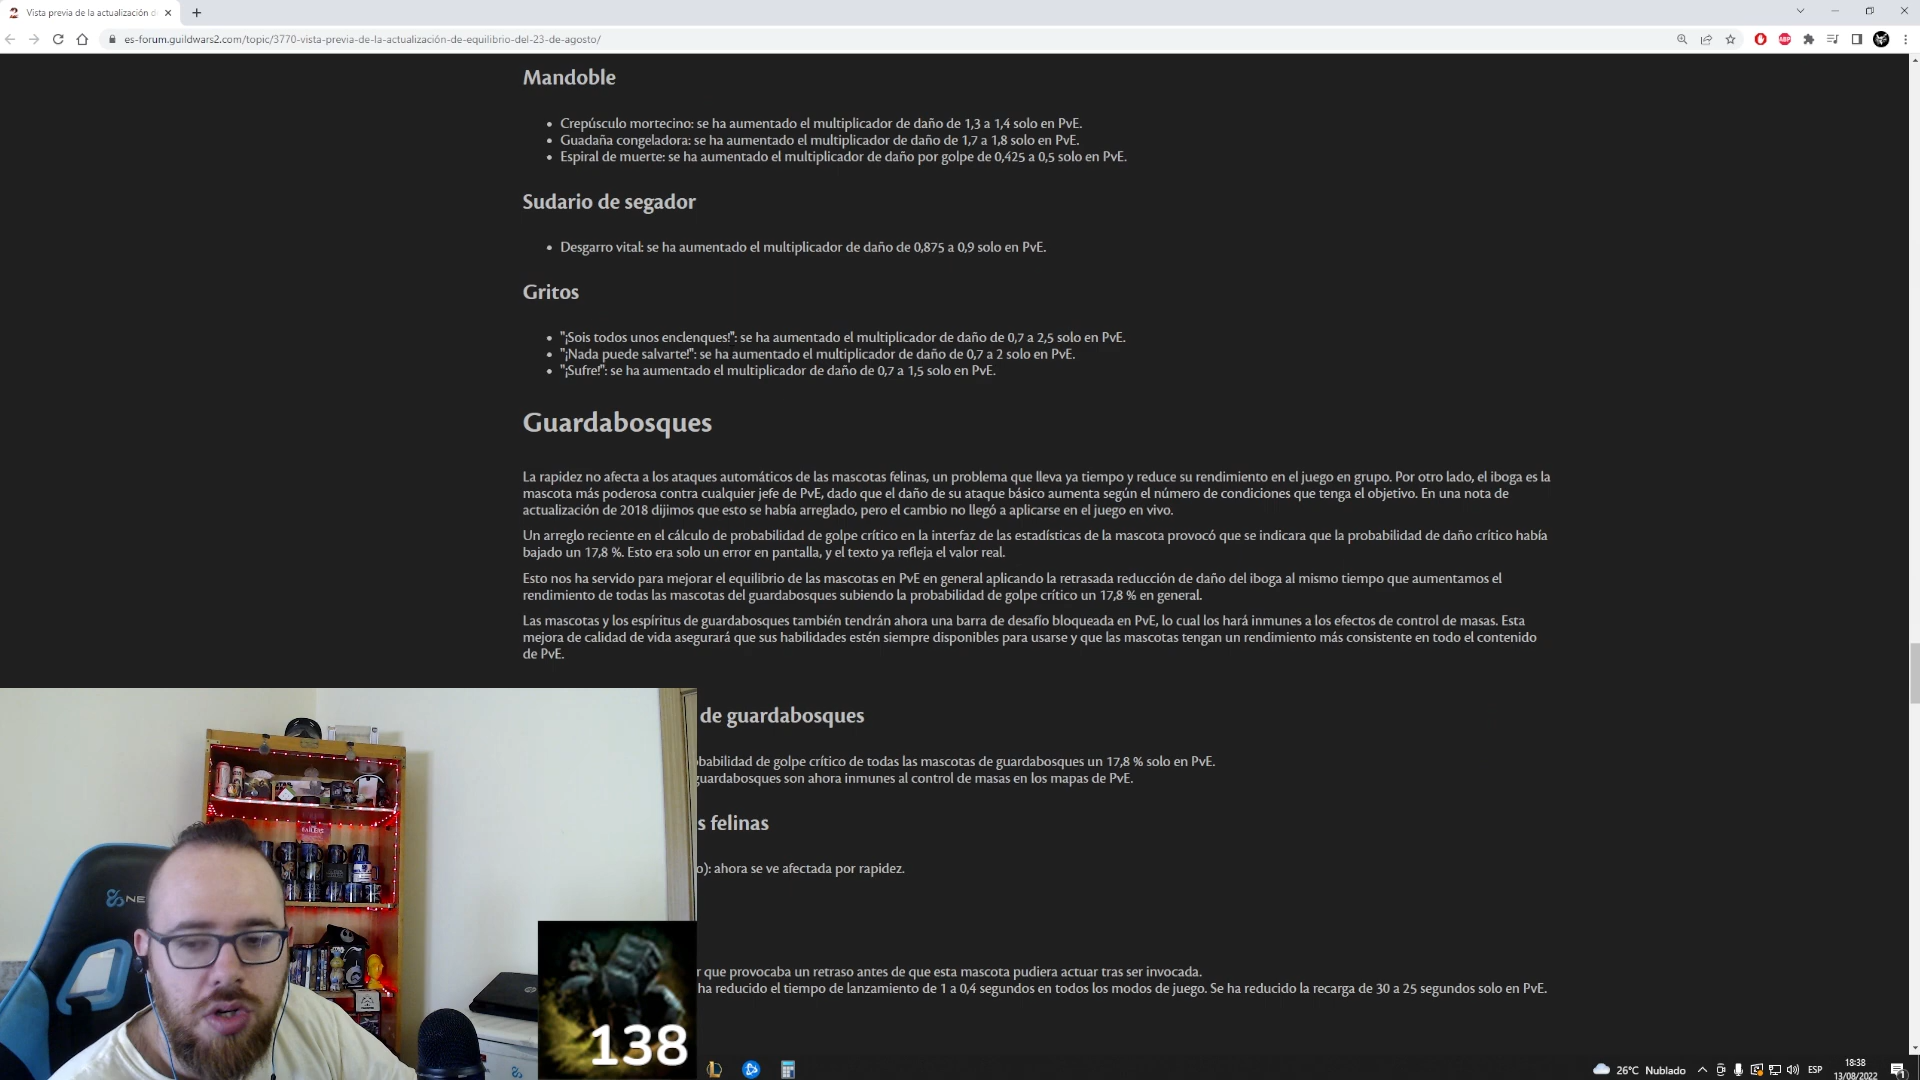 Vista previa de la actualización d
es-forum.guildwars2.com/topic/3770-vista-previa-de-la-actualización-de-equilibrio-del-23-de-agosto/
ABP
Mandoble
• Crepúsculo mortecino: se ha aumentado el multiplicador de daño de 1,3 a 1,4 solo en PvE.
• Guadaña congeladora: se ha aumentado el multiplicador de daño de 1,7 a 1,8 solo en PvE.
• Espiral de muerte: se ha aumentado el multiplicador de daño por golpe de 0,425 a 0,5 solo en PvE.
Sudario de segador
• Desgarro vital: se ha aumentado el multiplicador de daño de 0,875 a 0,9 solo en PvE.
Gritos
• "¡Sois todos unos enclenques!": se ha aumentado el multiplicador de daño de 0,7 a 2,5 solo en PvE.
• "¡Nada puede salvarte!": se ha aumentado el multiplicador de daño de 0,7 a 2 solo en PvE.
• "¡Sufre!": se ha aumentado el multiplicador de daño de 0,7 a 1,5 solo en PvE.
Guardabosques
La rapidez no afecta a los ataques automáticos de las mascotas felinas, un problema que lleva ya tiempo y reduce su rendimiento en el juego en grupo. Por otro lado, el iboga es la
mascota más poderosa contra cualquier jefe de PvE, dado que el daño de su ataque básico aumenta según el número de condiciones que tenga el objetivo. En una nota de
actualización de 2018 dijimos que esto se había arreglado, pero el cambio no llegó a aplicarse en el juego en vivo.
Un arreglo reciente en el cálculo de probabilidad de golpe crítico en la interfaz de las estadísticas de la mascota provocó que se indicara que la probabilidad de daño crítico había
bajado un 17,8 %. Esto era solo un error en pantalla, y el texto ya refleja el valor real.
Esto nos ha servido para mejorar el equilibrio de las mascotas en PvE en general aplicando la retrasada reducción de daño del iboga al mismo tiempo que aumentamos el
rendimiento de todas las mascotas del guardabosques subiendo la probabilidad de golpe crítico un 17,8 % en general.
Las mascotas y los espíritus de guardabosques también tendrán ahora una barra de desafío bloqueada en PvE, lo cual los hará inmunes a los efectos de control de masas. Esta
mejora de calidad de vida asegurará que sus habilidades estén siempre disponibles para usarse y que las mascotas tengan un rendimiento más consistente en todo el contenido
de PvE.
de guardabosques
babilidad de golpe crítico de todas las mascotas de guardabosques un 17,8 % solo en PvE.
guardabosques son ahora inmunes al control de masas en los mapas de PvE.
s felinas
o): ahora se ve afectada por rapidez.
r que provocaba un retraso antes de que esta mascota pudiera actuar tras ser invocada.
ha reducido el tiempo de lanzamiento de 1 a 0,4 segundos en todos los modos de juego. Se ha reducido la recarga de 30 a 25 segundos solo en PvE.
NE
138
26°C Nublado
ESP
18:38
13/08/2022